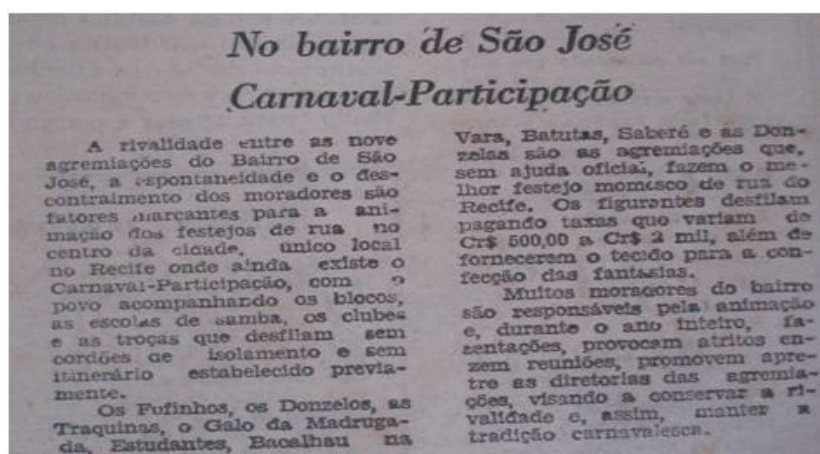 No bairro de São José
Carnaval-Participação
A rivalidade entre as nove
agremiações do Bairro de São
José, a espontaneidade e o des-
contraimento dos moradores são
fatores marcantes para a ani-
mação dos festejos de rua no
centro da cidade, único local
no Recife onde ainda existe o
Carnaval-Participação, com o
povo acompanhando os blocos,
as escolas de samba, os clubes
e as troças que desfilam sem
cordões de isolamento e sem
itinerário estabelecido previa-
mente.
Os Fofinhos, os Donzelos, as
Traquinas, o Galo da Madruga-
da, Estudantes, Bacalhau na
Vara, Batutas, Saberé e as Don-
zelas são as agremiações que,
sem ajuda oficial, fazem o me-
lhor festejo momesco de rua do
Recife. Os figurantes desfilam
pagando taxas que variam de
Cr$ 500,00 a Cr$ 2 mil, além de
fornecerem o tecido para a con-
fecção das fantasias.
Muitos moradores do bairro
são responsáveis pela animação
e, durante o ano inteiro, fa-
sentações, provocam atritos en-
zem reuniões, promovem apre-
tre as diretorias das agremia-
ções, visando a conservar a ri-
validade e, assim, manter a
tradição carnavalesca.